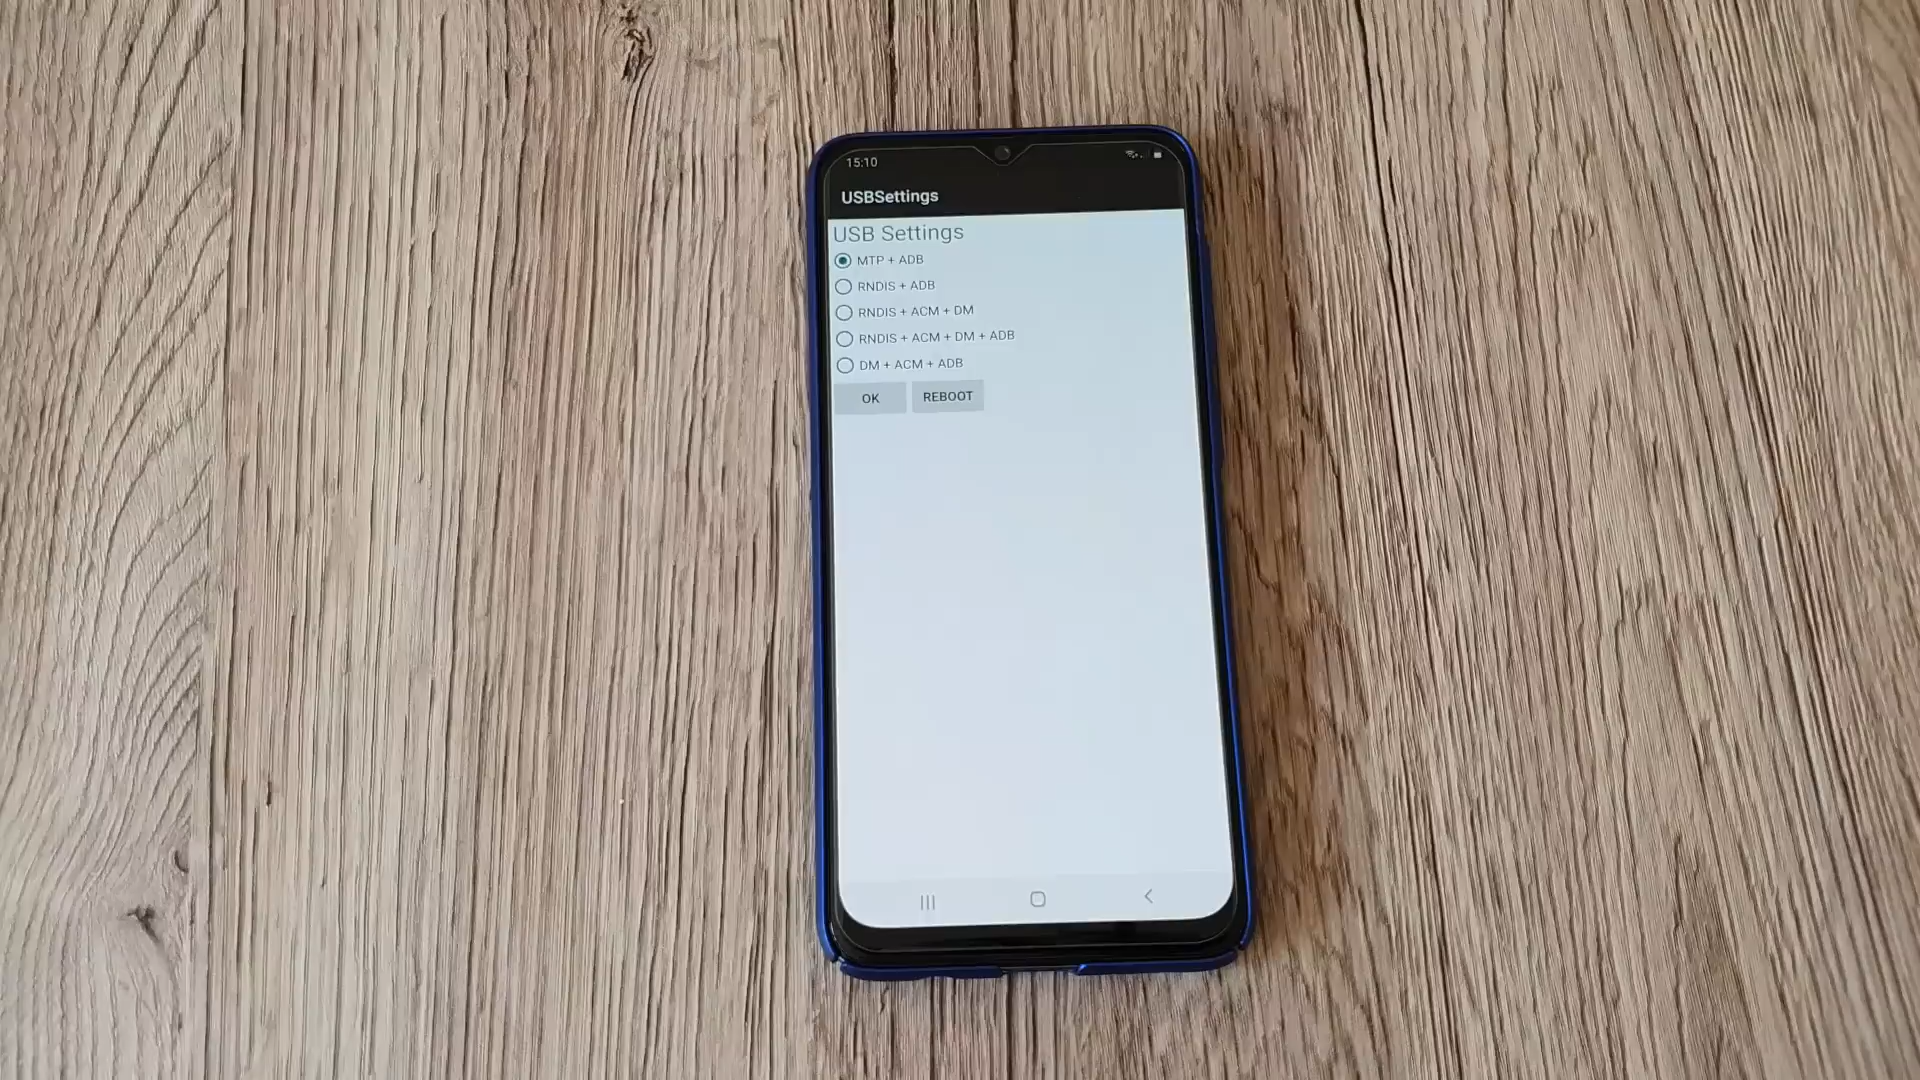 15:10
USBSettings
USB Settings
MTP + ADB
RNDIS + ADB
RNDIS + ACM + DM
RNDIS + ACM + DM + ADB
DM + ACM + ADB
OK REBOOT